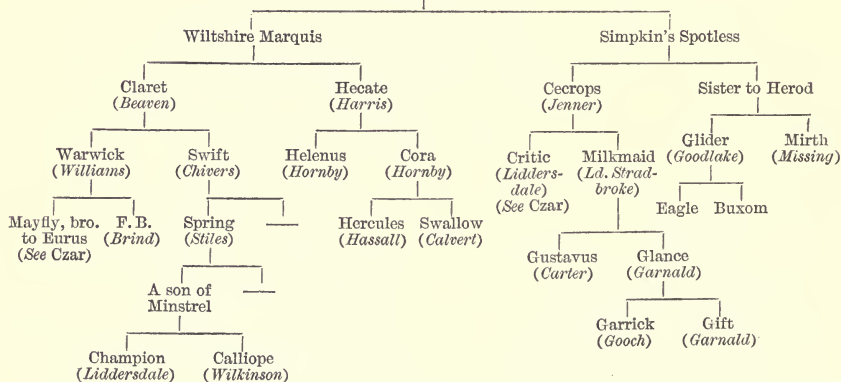 Wiltshire Marquis Simpkin's Spotless
Claret Hecate Cecrops Sister to Herod
(Beaven) (Harris) (Jenner)
Warwick Swift Helenus Cora Critic Milkmaid Glider Mirth
(Williams) (Chivers) (Hornby) (Hornby) (Lidders- (Ld. Strad- (Goodlake) (Missing)
dale) broke)
(See Czar)
Eagle Buxom
Mayfly, bro. F. B. Spring Hercules Swallow
to Eurus (Brind) (Stiles) (Hassall) (Calvert)
(See Czar)
Gustavus Glance
(Carter) (Garnald)
A son of
Minstrel
Garrick Gift
(Gooch) (Garnald)
Champion Calliope
(Liddersdale) (Wilkinson)